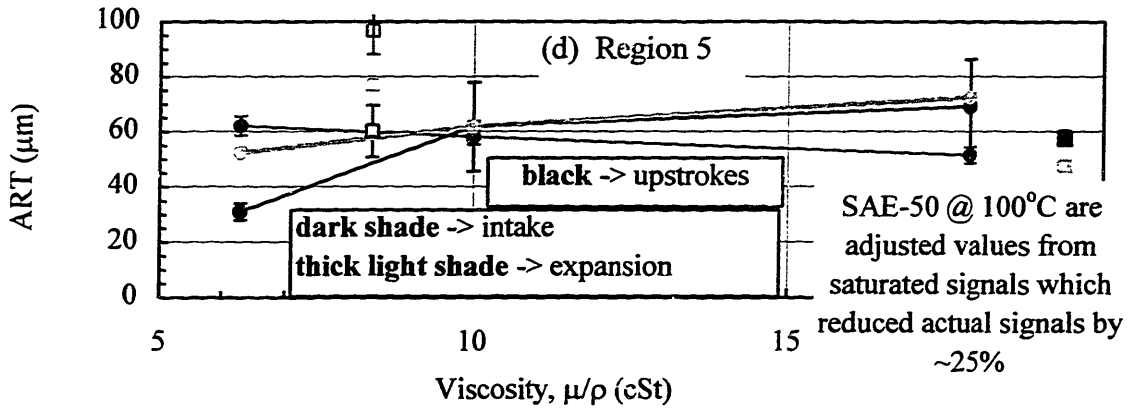 100
80
60
40
20
0
ART (μm)
(d) Region 5
black -> upstrokes
dark shade -> intake
thick light shade -> expansion
SAE-50 @ 100°C are
adjusted values from
saturated signals which
reduced actual signals by
~25%
5
10
15
Viscosity, μ/ρ (cSt)